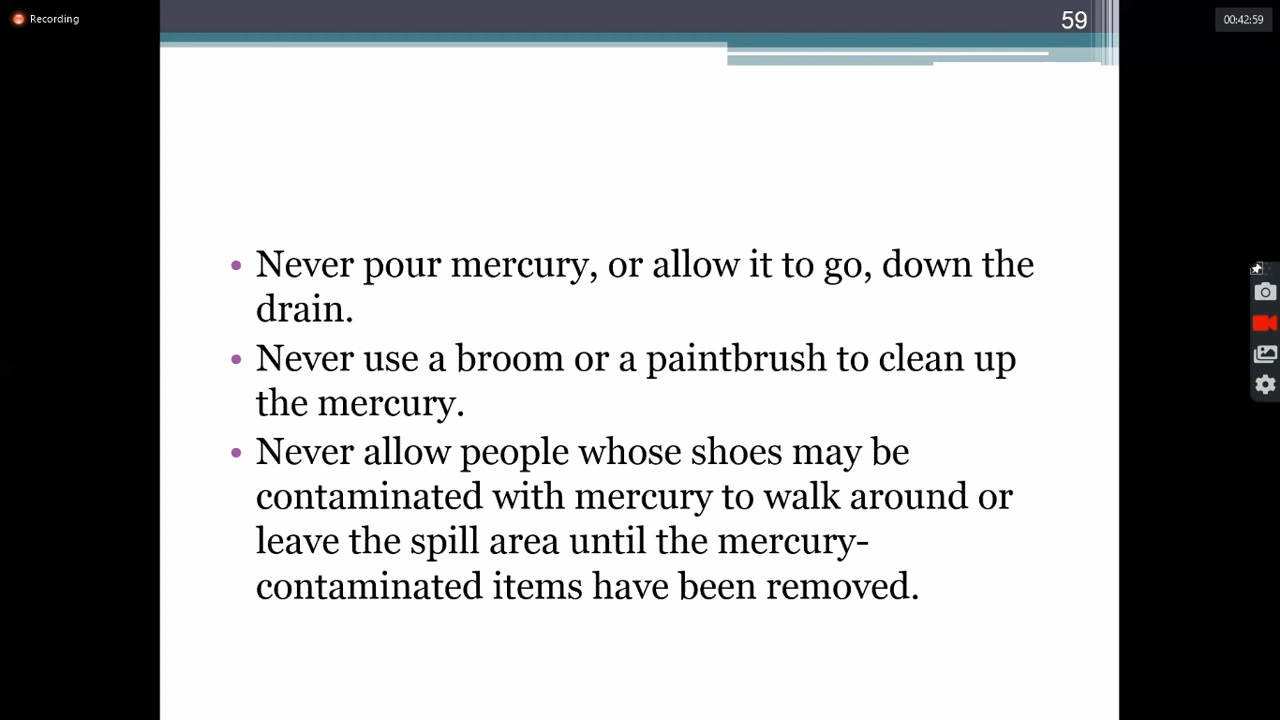 Recording
59
00:42:59
• Never pour mercury, or allow it to go, down the
drain.
• Never use a broom or a paintbrush to clean up
the mercury.
• Never allow people whose shoes may be
contaminated with mercury to walk around or
leave the spill area until the mercury-
contaminated items have been removed.